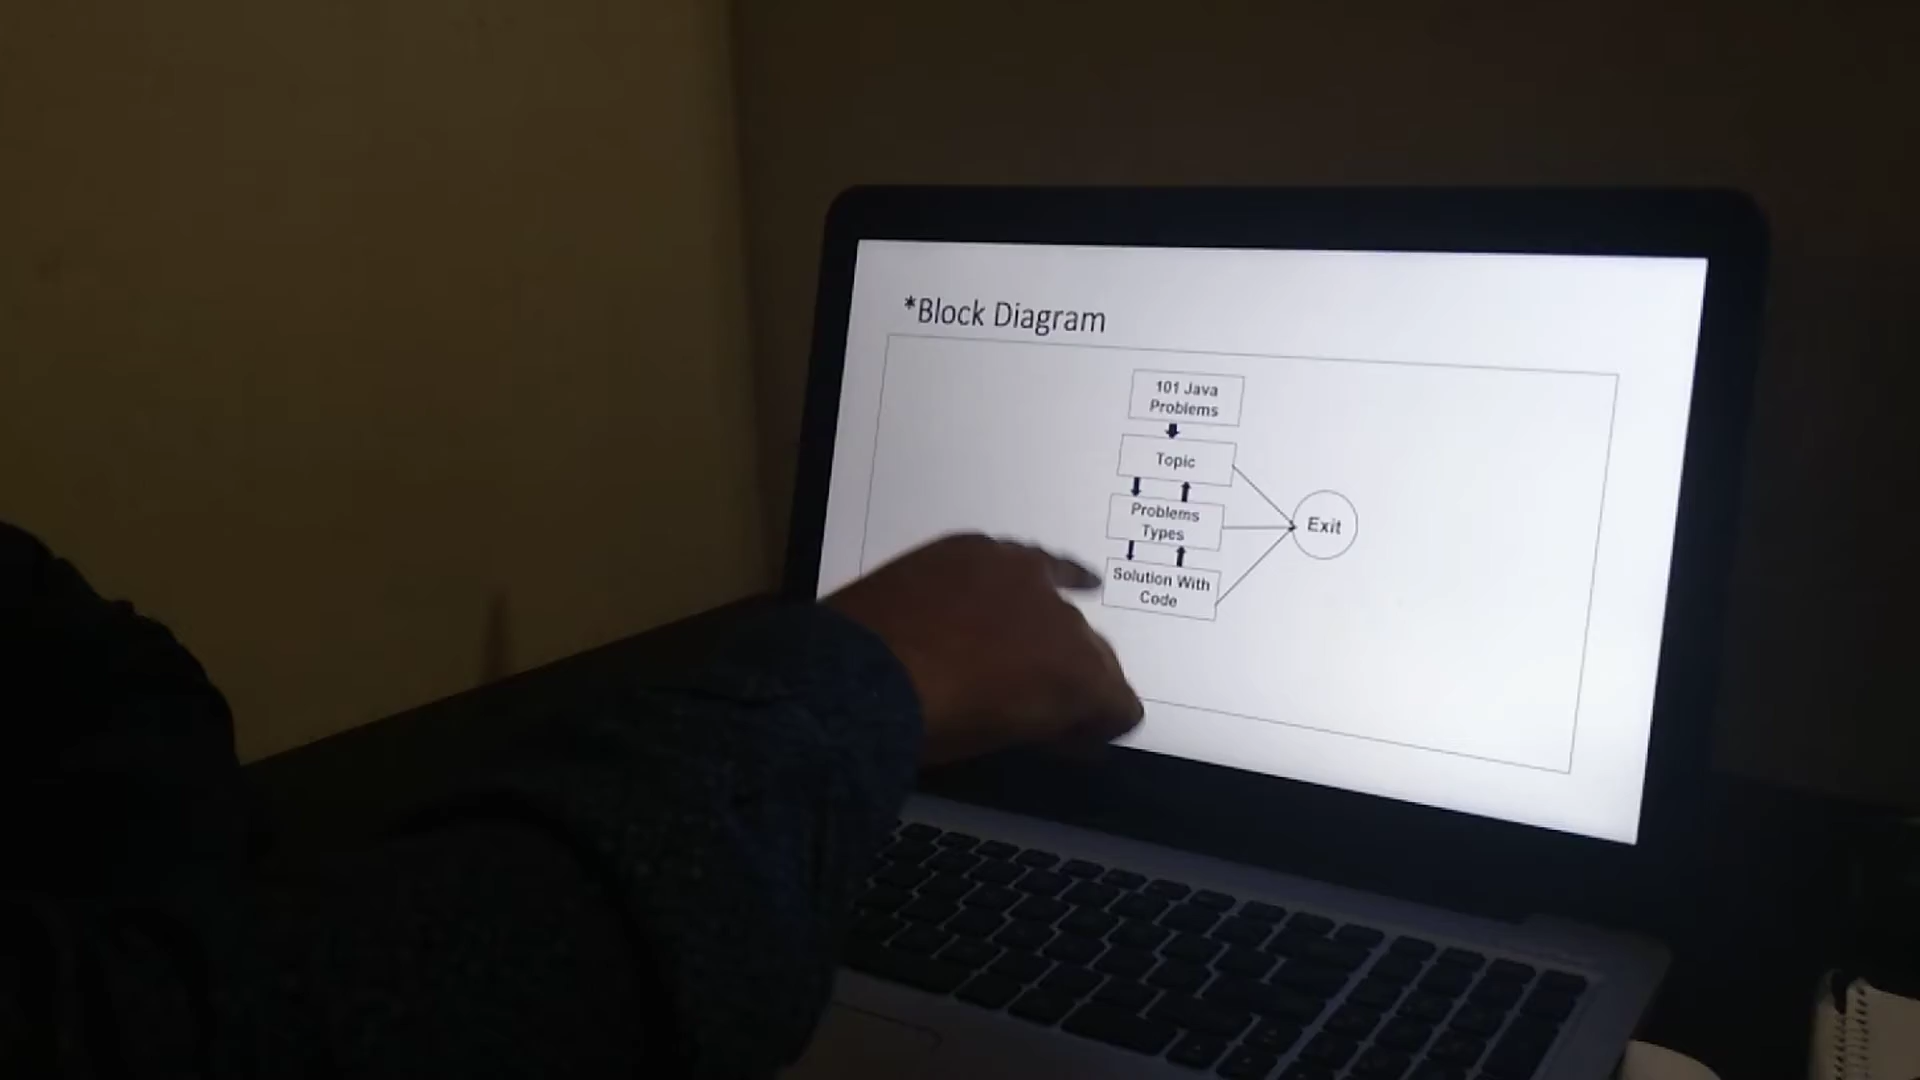 *Block Diagram
101 Java
Problems
Topic
Problems
Types
Exit
Solution With
Code